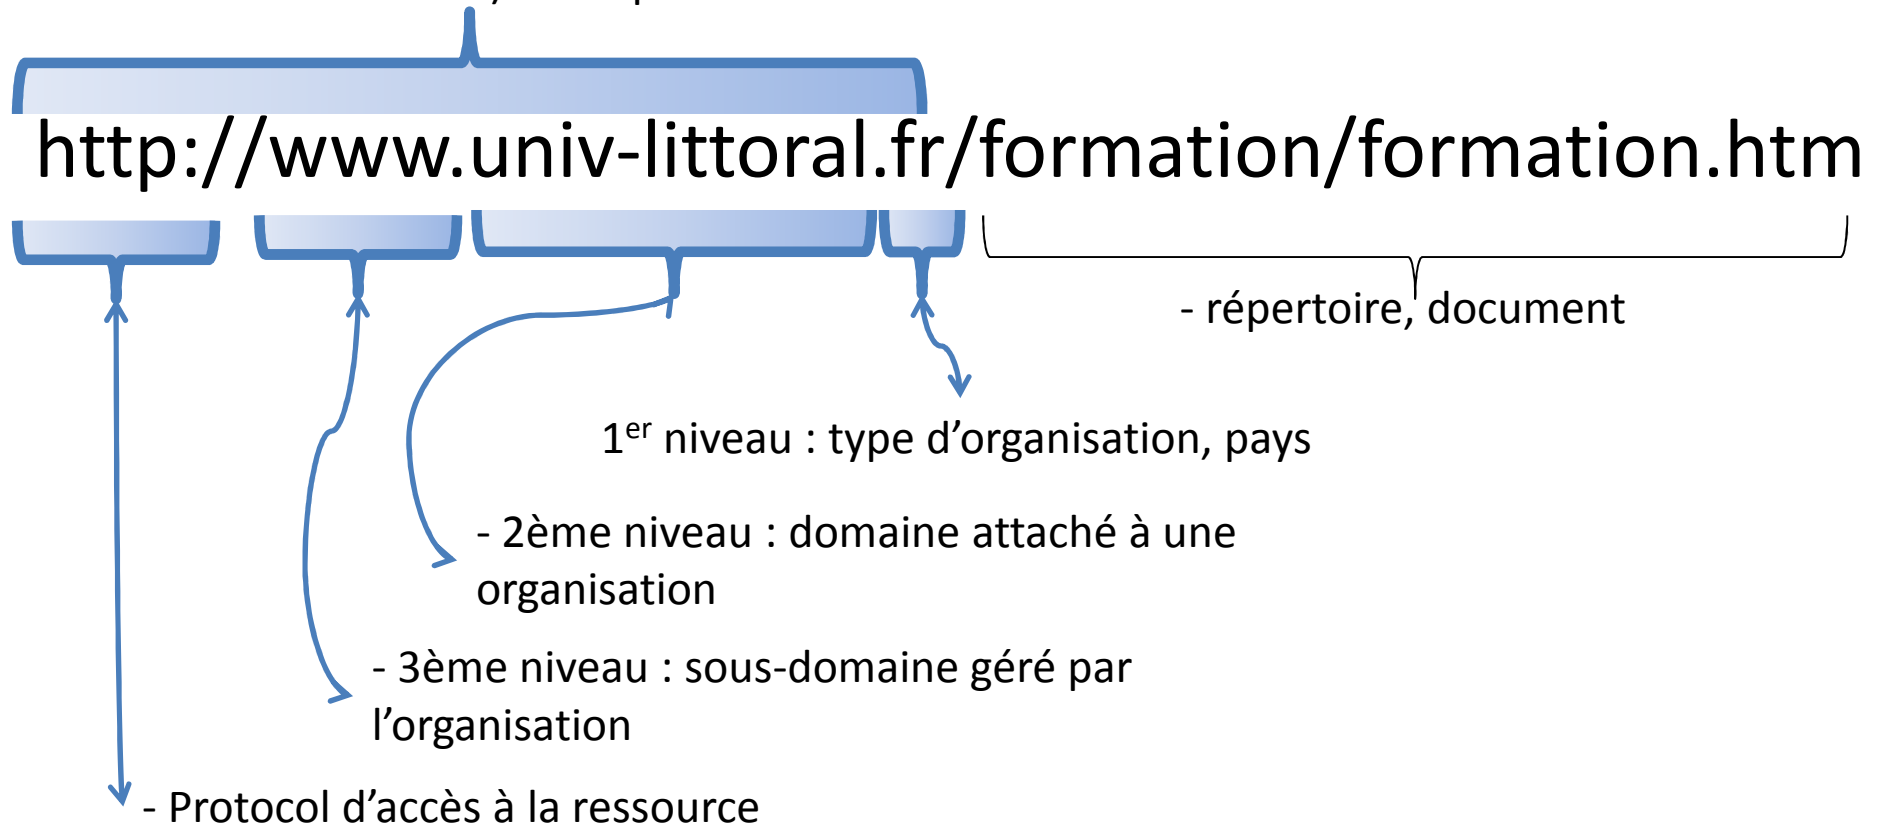 http://www.univ-littoral.fr/formation/formation.htm
- répertoire, document
1er niveau : type d’organisation, pays
- 2ème niveau : domaine attaché à une
organisation
- 3ème niveau : sous-domaine géré par
l’organisation
- Protocol d’accès à la ressource